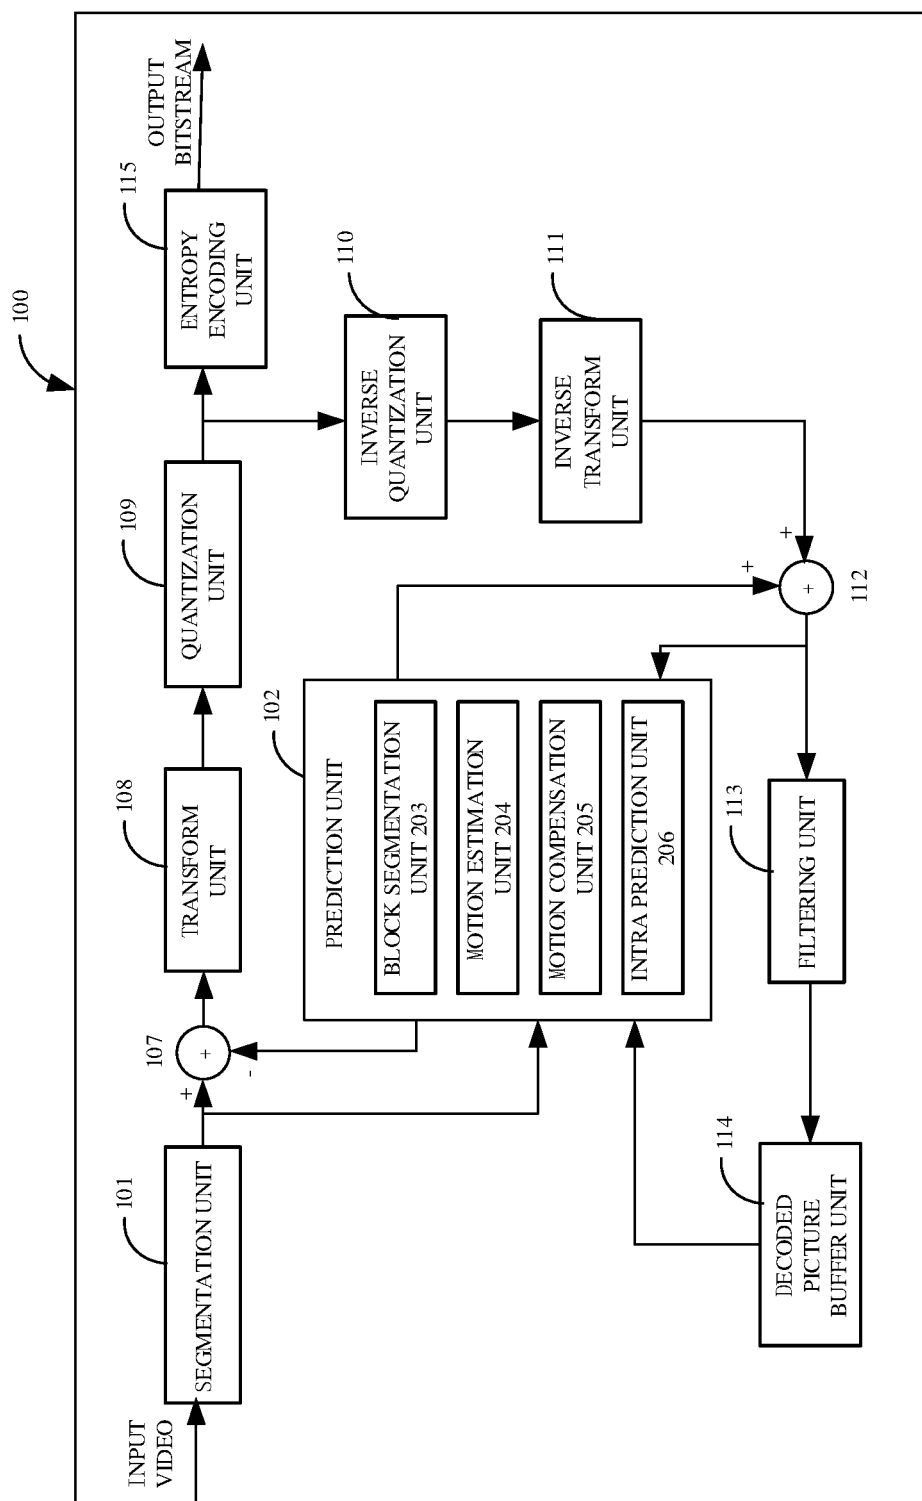 100
INPUT
VIDEO
101
SEGMENTATION UNIT
107
+
+
-
108
TRANSFORM
UNIT
109
QUANTIZATION
UNIT
115
ENTROPY
ENCODING
UNIT
OUTPUT
BITSTREAM
110
INVERSE
QUANTIZATION
UNIT
111
INVERSE
TRANSFORM
UNIT
102
PREDICTION UNIT
BLOCK SEGMENTATION
UNIT 203
MOTION ESTIMATION
UNIT 204
MOTION COMPENSATION
UNIT 205
INTRA PREDICTION UNIT
206
+
+
+
112
113
FILTERING UNIT
114
DECODED
PICTURE
BUFFER UNIT